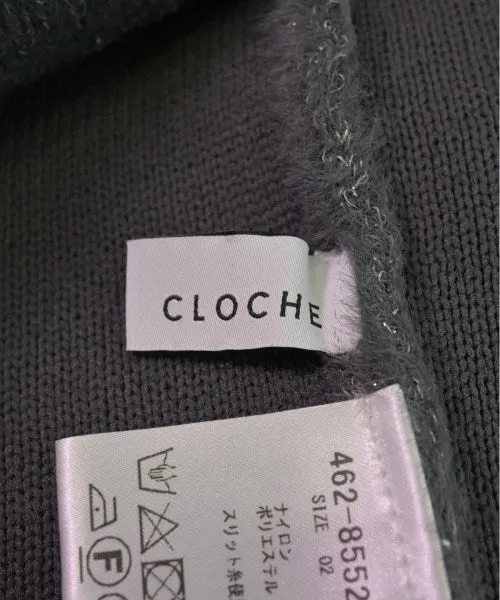 CLOCHE
462-8552
SIZE 02
ナイロン
ポリエステル
スリット糸使